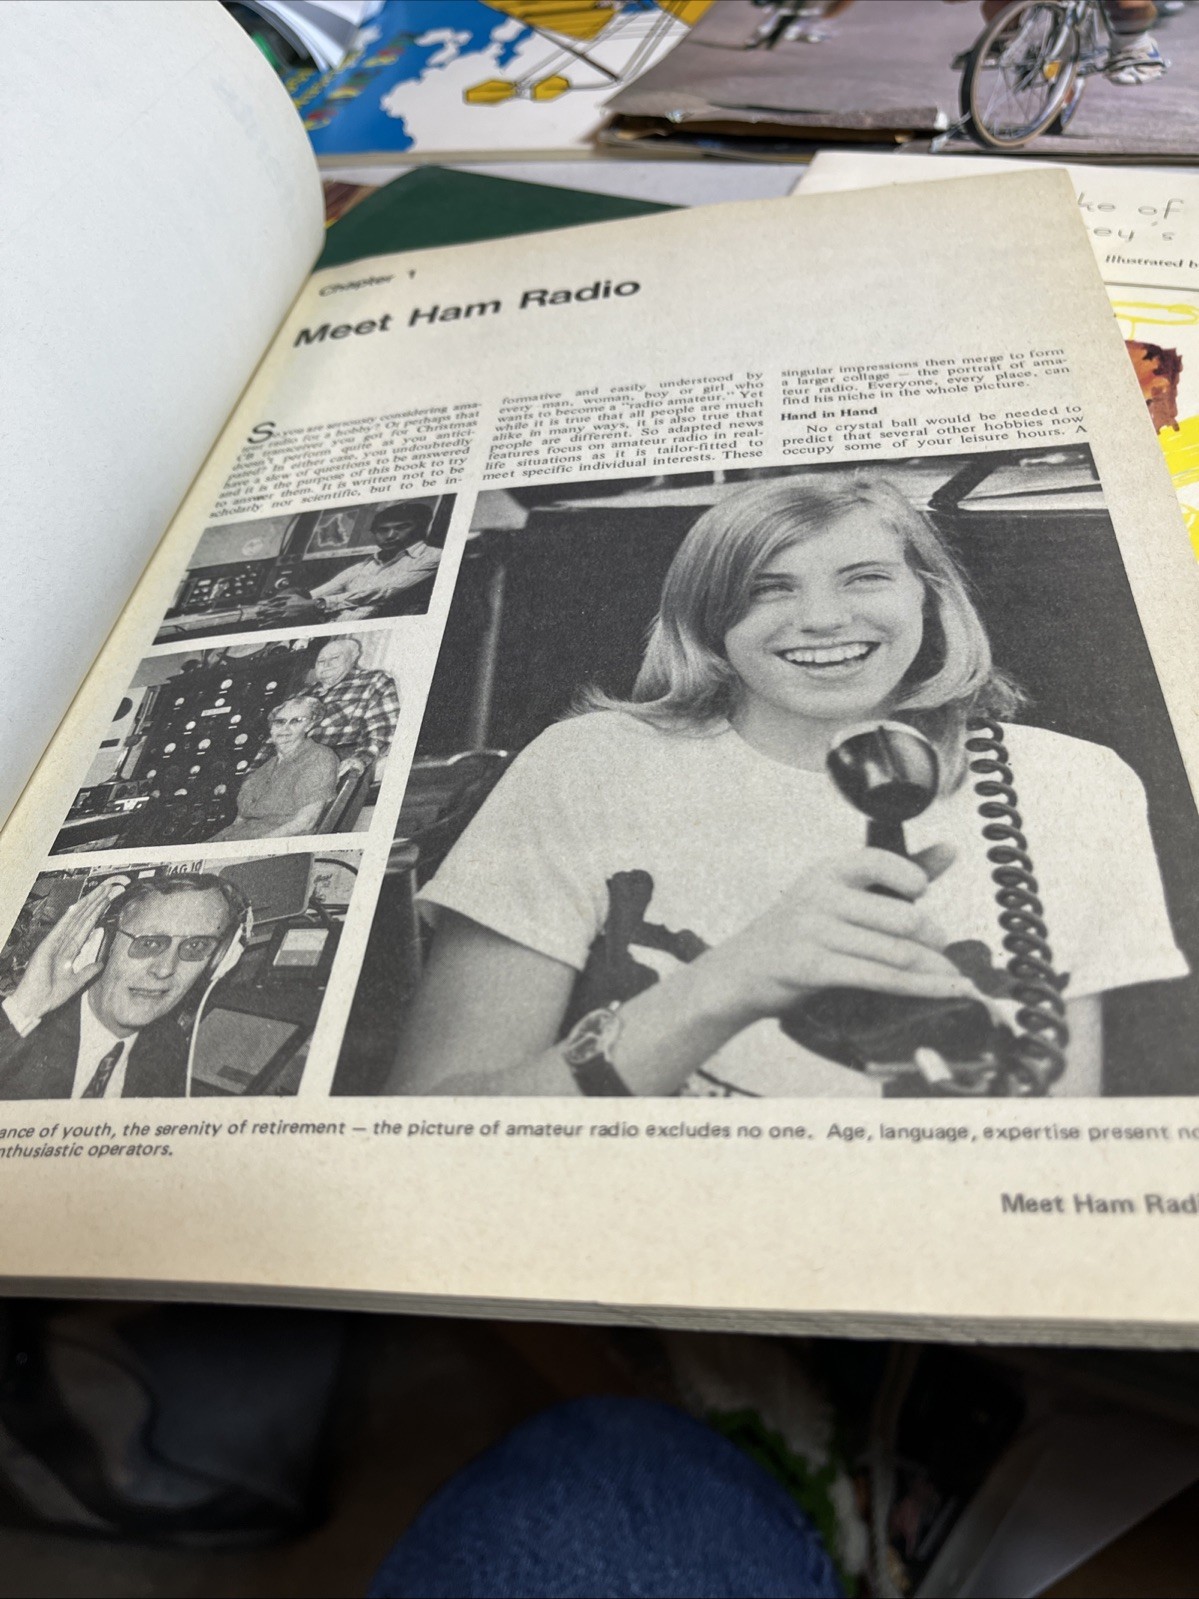 Chapter 1
Meet Ham Radio
So you are seriously considering ama-
teur radio for a hobby? Or perhaps that
CB transceiver you got for Christmas
doesn't perform quite as you antici-
pated? In either case, you undoubtedly
have a slew of questions to be answered
and it is the purpose of this book to try
to answer them. It is written not to be
scholarly nor scientific, but to be in-
formative and easily understood by
every man, woman, boy or girl who
wants to become a "radio amateur." Yet
while it is true that all people are much
alike in many ways, it is also true that
people are different. So adapted news
features focus on amateur radio in real-
life situations as it is tailor-fitted to
meet specific individual interests. These
singular impressions then merge to form
a larger collage — the portrait of ama-
teur radio. Everyone, every place, can
find his niche in the whole picture.
Hand in Hand
No crystal ball would be needed to
predict that several other hobbies now
occupy some of your leisure hours. A
ance of youth, the serenity of retirement — the picture of amateur radio excludes no one. Age, language, expertise present no
nthusiastic operators.
Meet Ham Radi
ke of
ey's
Illustrated b